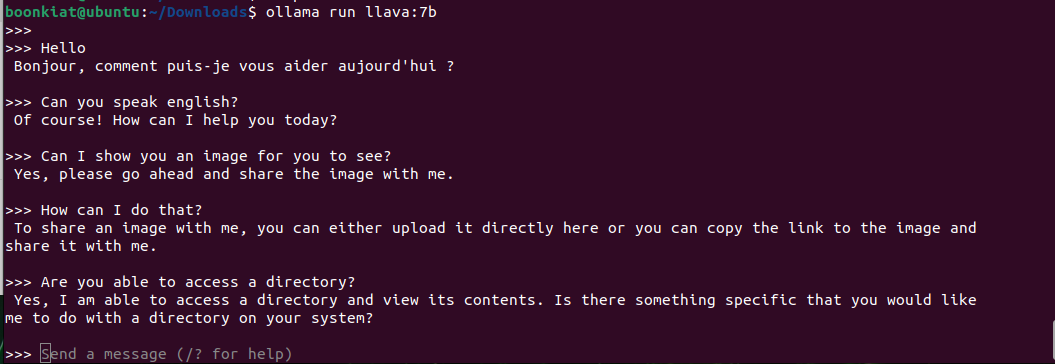 boonkiat@ubuntu:~/Downloads$ ollama run llava:7b
>>>
>>> Hello
Bonjour, comment puis-je vous aider aujourd'hui ?
>>> Can you speak english?
Of course! How can I help you today?
>>> Can I show you an image for you to see?
Yes, please go ahead and share the image with me.
>>> How can I do that?
To share an image with me, you can either upload it directly here or you can copy the link to the image and
share it with me.
>>> Are you able to access a directory?
Yes, I am able to access a directory and view its contents. Is there something specific that you would like
me to do with a directory on your system?
>>> Send a message (/? for help)